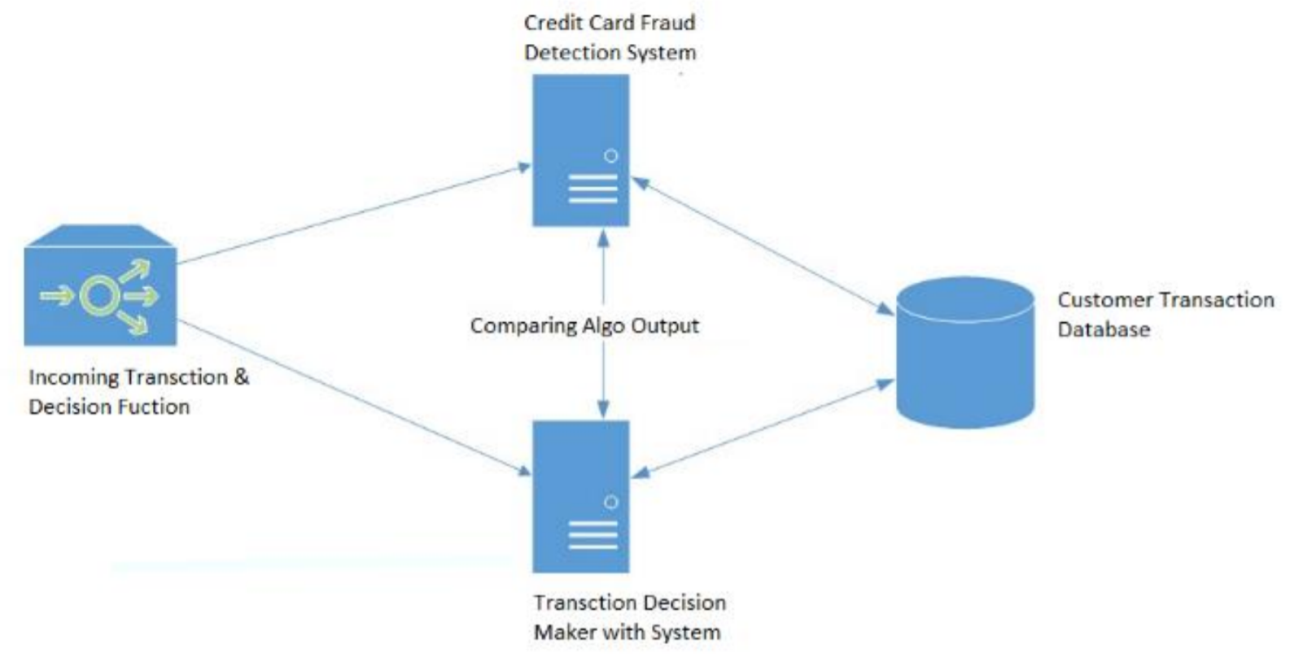 Credit Card Fraud
Detection System
Incoming Transction &
Decision Fuction
Comparing Algo Output
Customer Transaction
Database
Transction Decision
Maker with System